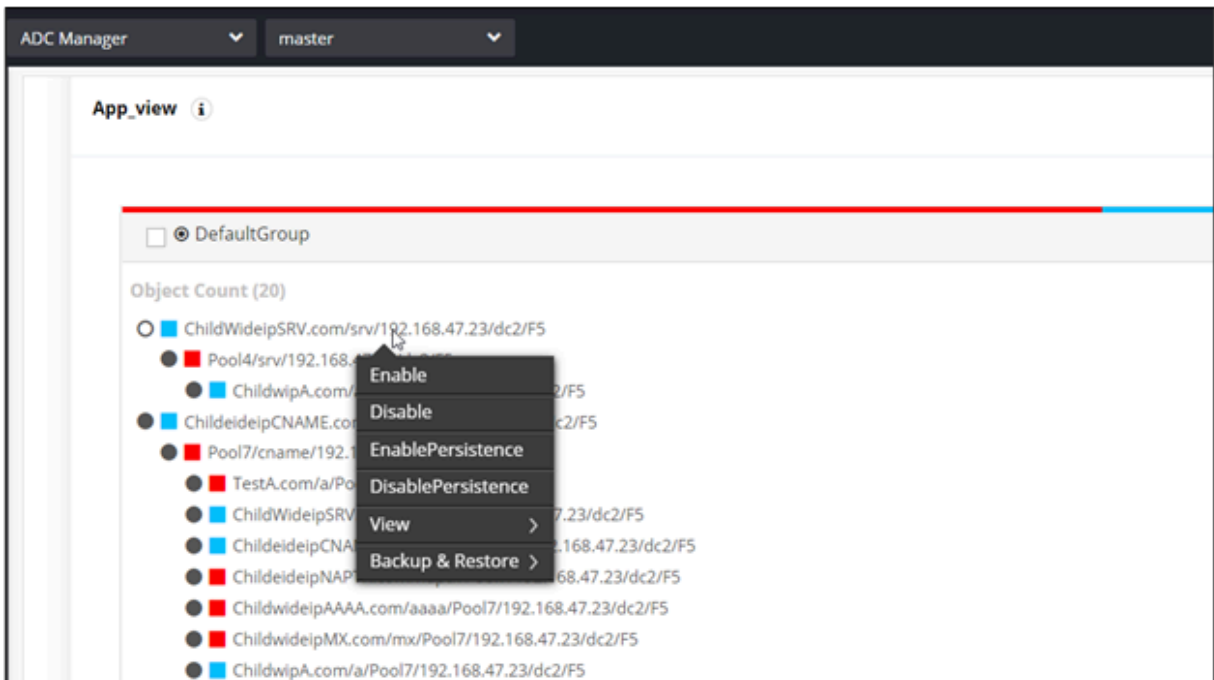 ADC Manager master
App_view i
DefaultGroup
Object Count (20)
ChildWideipSRV.com/srv/192.168.47.23/dc2/F5
Pool4/srv/192.168.
ChildwipA.com/ 2/F5
Enable
ChildeideipCNAME.co c2/F5
Disable
Pool7/cname/192.1
EnablePersistence
TestA.com/a/Po
DisablePersistence
ChildWideipSRV 7.23/dc2/F5
View
ChildeideipCNA .168.47.23/dc2/F5
Backup & Restore
ChildeideipNAP 68.47.23/dc2/F5
ChildwideipAAAA.com/aaaa/Pool7/192.168.47.23/dc2/F5
ChildwideipMX.com/mx/Pool7/192.168.47.23/dc2/F5
ChildwipA.com/a/Pool7/192.168.47.23/dc2/F5